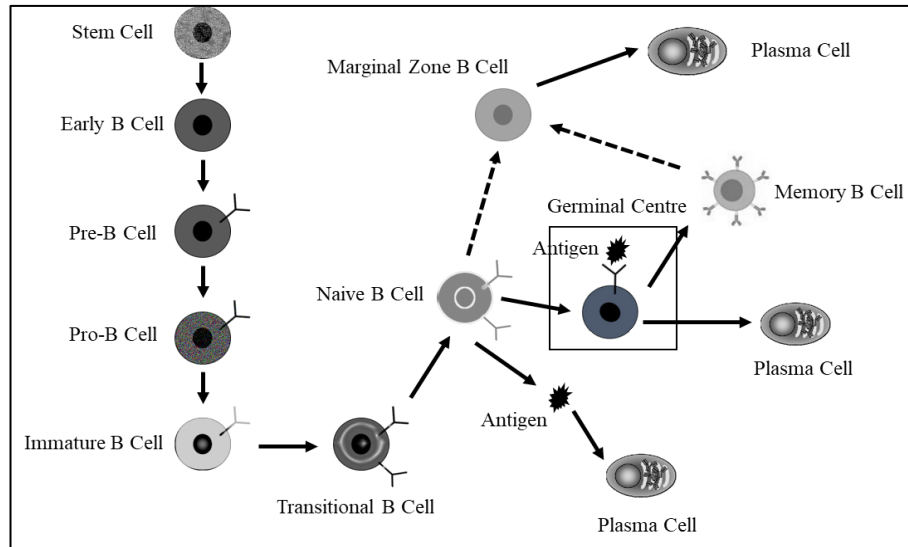 Stem Cell
Early B Cell
Pre-B Cell
Pro-B Cell
Immature B Cell
Transitional B Cell
Naive B Cell
Marginal Zone B Cell
Plasma Cell
Memory B Cell
Germinal Centre
Antigen
Plasma Cell
Antigen
Plasma Cell